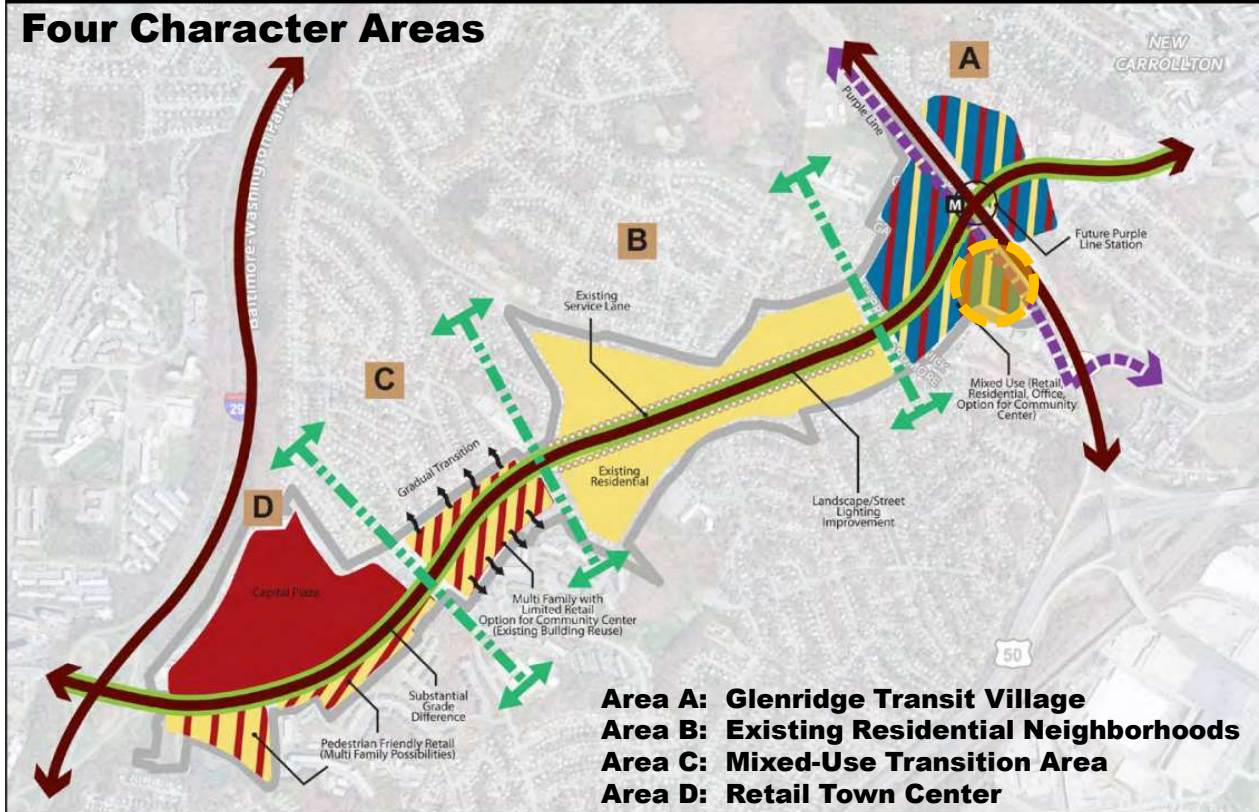 Four Character Areas
NEW
CARROLLTON
A
Purple Line
Baltimore-Washington Parkway
M
B
Future Purple
Line Station
Existing
Service Lane
C
Mixed Use (Retail,
Residential, Office,
Option for Community
Center)
29
Gradual Transition
Existing
Residential
Landscape/Street
Lighting
Improvement
D
Capital Plaza
Multi Family with
Limited Retail
Option for Community Center
(Existing Building Reuse)
50
Substantial
Grade
Difference
Pedestrian Friendly Retail
(Multi Family Possibilities)
Area A: Glenridge Transit Village
Area B: Existing Residential Neighborhoods
Area C: Mixed-Use Transition Area
Area D: Retail Town Center